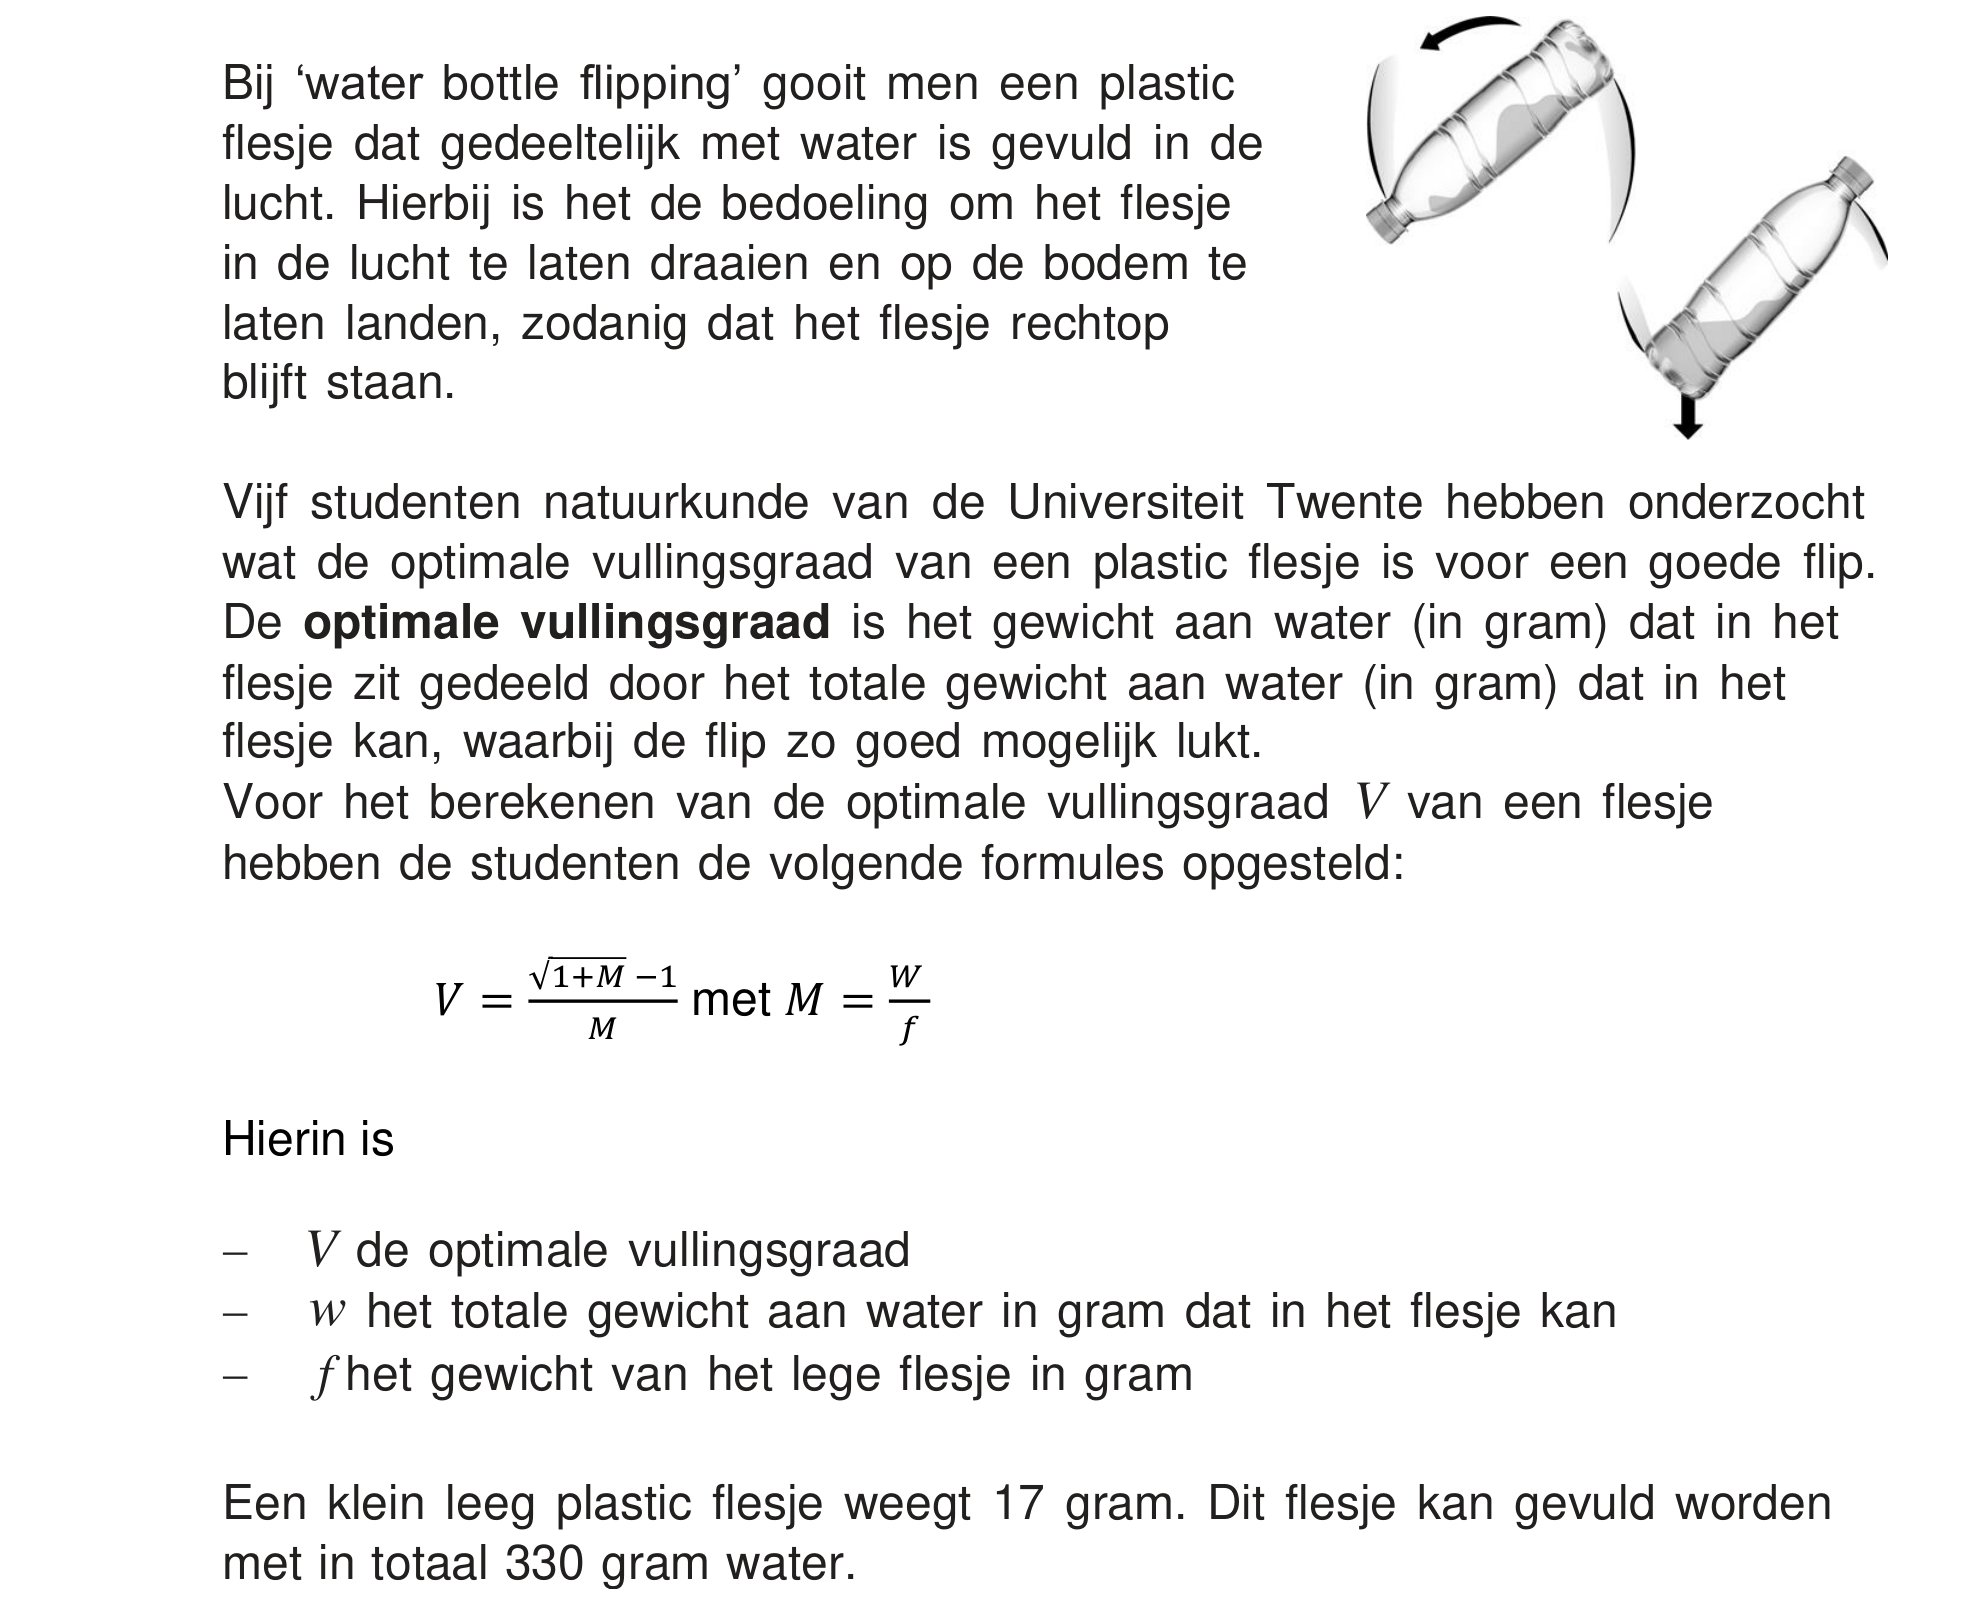 Bij ‘water bottle flipping’ gooit men een plastic
flesje dat gedeeltelijk met water is gevuld in de
lucht. Hierbij is het de bedoeling om het flesje
in de lucht te laten draaien en op de bodem te
laten landen, zodanig dat het flesje rechtop
blijft staan.
Vijf studenten natuurkunde van de Universiteit Twente hebben onderzocht
wat de optimale vullingsgraad van een plastic flesje is voor een goede flip.
De optimale vullingsgraad is het gewicht aan water (in gram) dat in het
flesje zit gedeeld door het totale gewicht aan water (in gram) dat in het
flesje kan, waarbij de flip zo goed mogelijk lukt.
Voor het berekenen van de optimale vullingsgraad V van een flesje
hebben de studenten de volgende formules opgesteld:
V = (√(1+M) −1)/M met M = W/f
Hierin is
– V de optimale vullingsgraad
– w het totale gewicht aan water in gram dat in het flesje kan
– f het gewicht van het lege flesje in gram
Een klein leeg plastic flesje weegt 17 gram. Dit flesje kan gevuld worden
met in totaal 330 gram water.